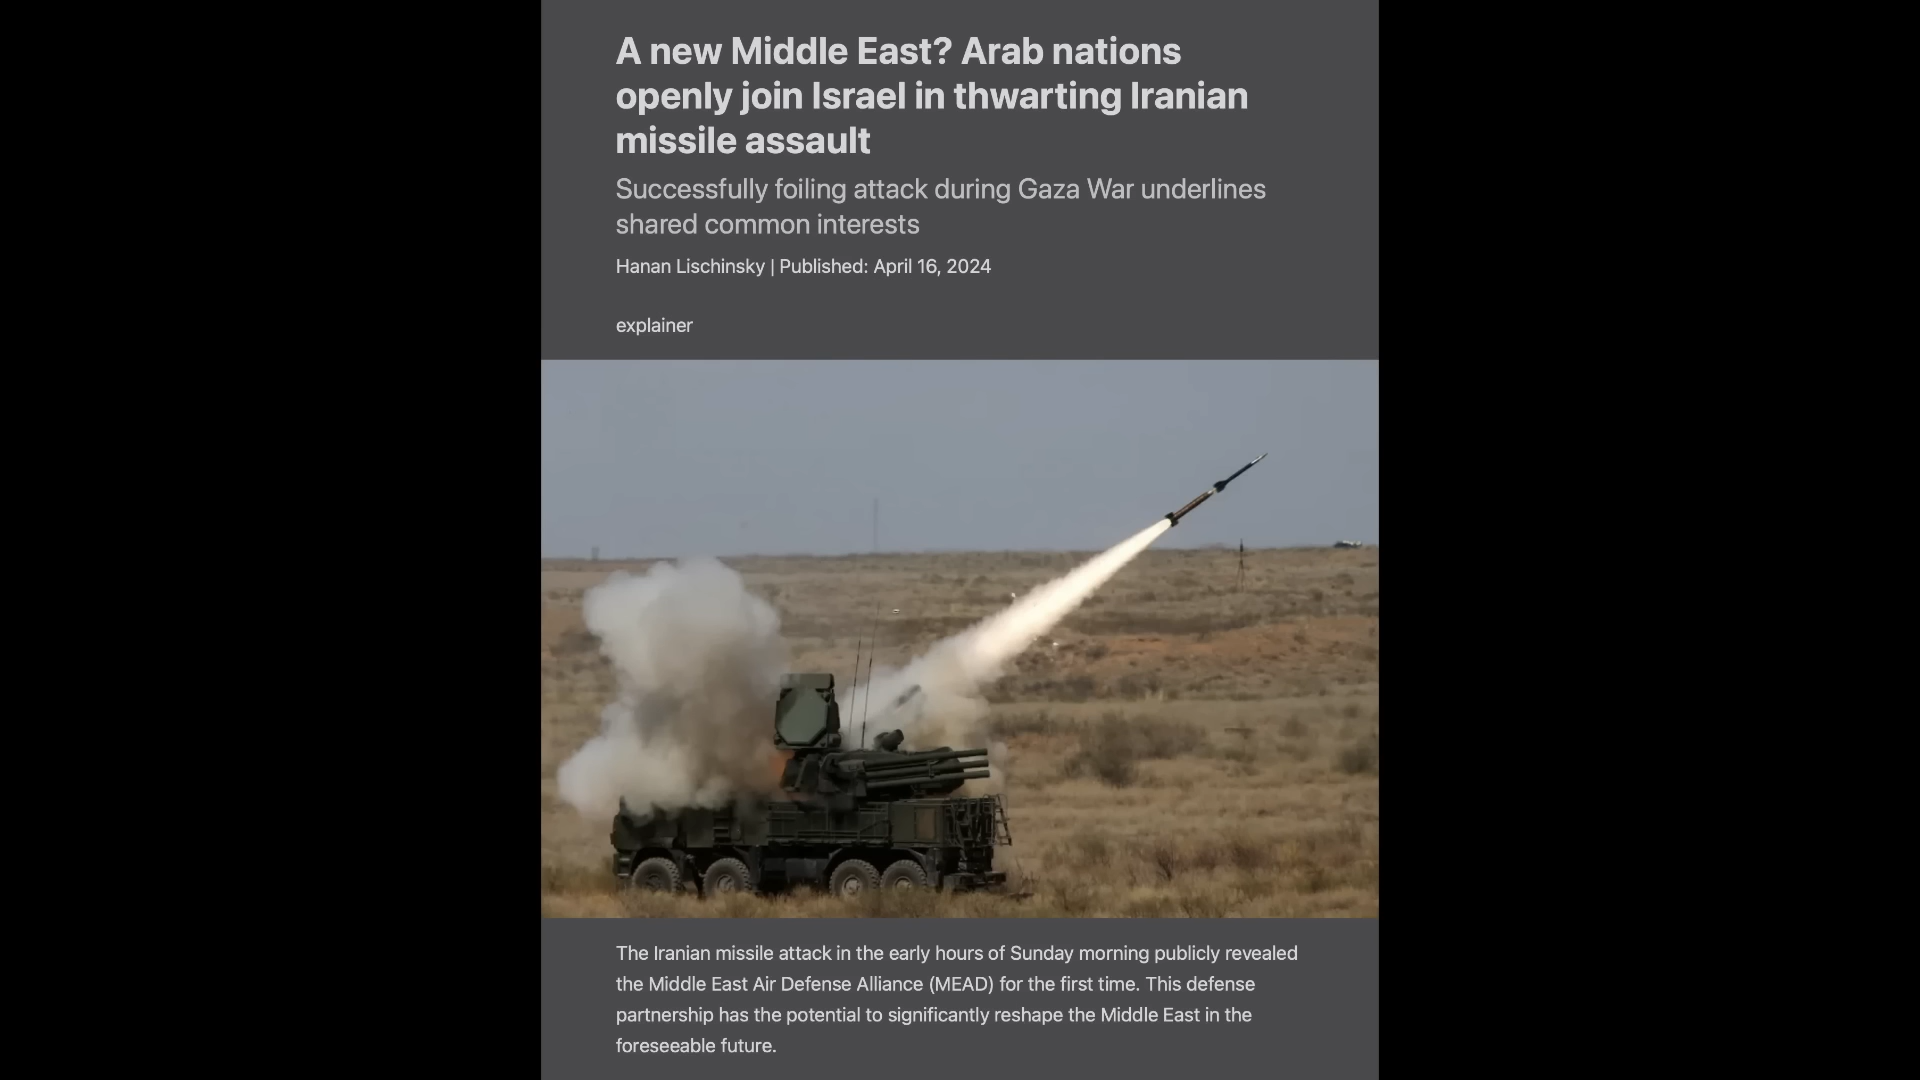 A new Middle East? Arab nations
openly join Israel in thwarting Iranian
missile assault
Successfully foiling attack during Gaza War underlines
shared common interests
Hanan Lischinsky | Published: April 16, 2024
explainer
The Iranian missile attack in the early hours of Sunday morning publicly revealed
the Middle East Air Defense Alliance (MEAD) for the first time. This defense
partnership has the potential to significantly reshape the Middle East in the
foreseeable future.